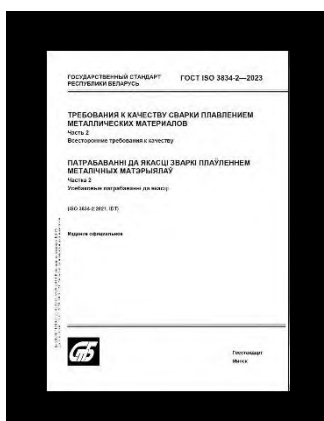 ГОСУДАРСТВЕННЫЙ СТАНДАРТ
РЕСПУБЛИКИ БЕЛАРУСЬ
ГОСТ ISO 3834-2—2023
ТРЕБОВАНИЯ К КАЧЕСТВУ СВАРКИ ПЛАВЛЕНИЕМ
МЕТАЛЛИЧЕСКИХ МАТЕРИАЛОВ
Часть 2
Всесторонние требования к качеству
ПАТРАБАВАННІ ДА ЯКАСЦІ ЗВАРКІ ПЛАЎЛЕННЕМ
МЕТАЛІЧНЫХ МАТЭРЫЯЛАЎ
Частка 2
Усебаковыя патрабаванні да якасці
(ISO 3834-2:2021, IDT)
Издание официальное
Госстандарт
Минск